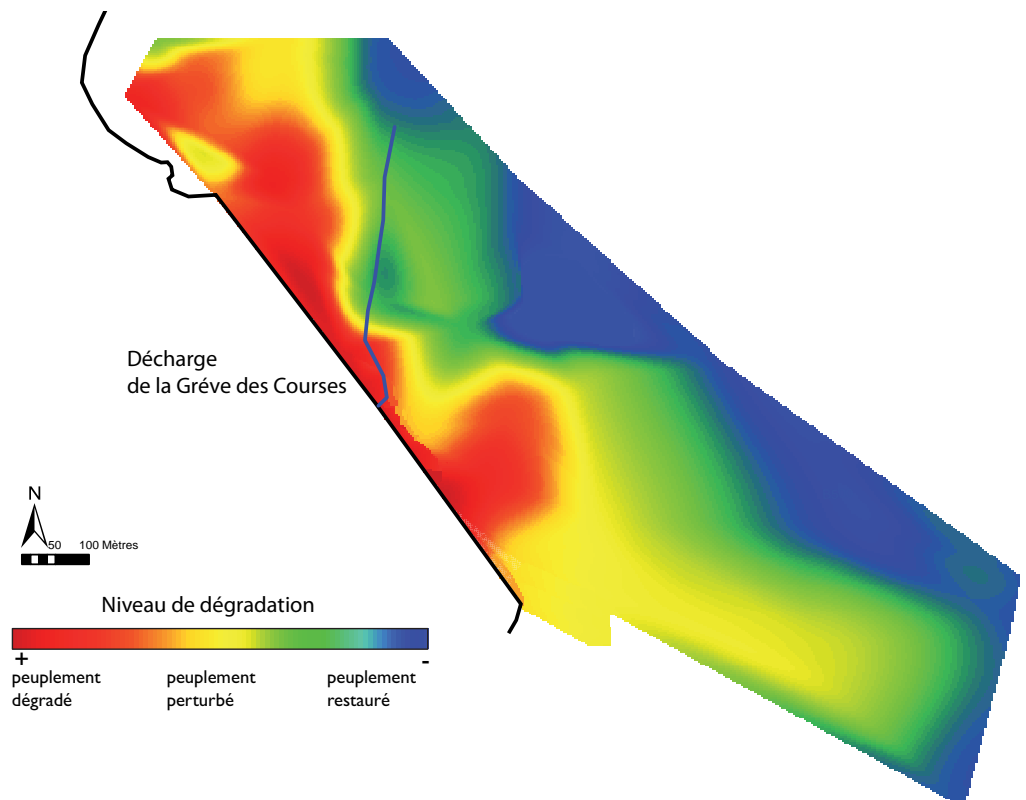 Décharge
de la Gréve des Courses
N
50 100 Mètres
Niveau de dégradation
+ -
peuplement peuplement peuplement
dégradé perturbé restauré